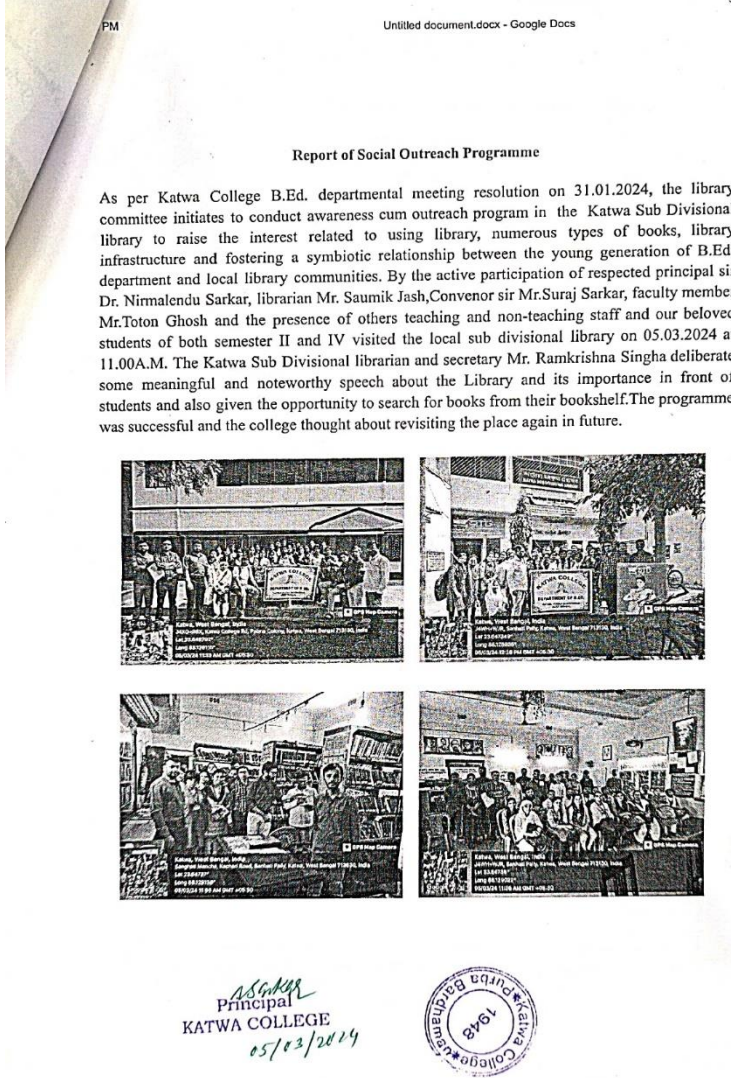 PM
Untitled document.docx - Google Docs
Report of Social Outreach Programme
As per Katwa College B.Ed. departmental meeting resolution on 31.01.2024, the library
committee initiates to conduct awareness cum outreach program in the Katwa Sub Divisional
library to raise the interest related to using library, numerous types of books, library
infrastructure and fostering a symbiotic relationship between the young generation of B.Ed
department and local library communities. By the active participation of respected principal si
Dr. Nirmalendu Sarkar, librarian Mr. Saumik Jash,Convenor sir Mr.Suraj Sarkar, faculty membe
Mr.Toton Ghosh and the presence of others teaching and non-teaching staff and our beloved
students of both semester II and IV visited the local sub divisional library on 05.03.2024 a
11.00A.M. The Katwa Sub Divisional librarian and secretary Mr. Ramkrishna Singha deliberate
some meaningful and noteworthy speech about the Library and its importance in front of
students and also given the opportunity to search for books from their bookshelf.The programme
was successful and the college thought about revisiting the place again in future.
KATWA COLLEGE
KATWA COLLEGE
DEPARTMENT OF B.ED.
GPS Map Camera
GPS Map Camera
Katwa, West Bengal, India
Katwa, West Bengal, India
GPS Map Camera
GPS Map Camera
Katwa, West Bengal, India
Katwa, West Bengal, India
Principal
KATWA COLLEGE
05/03/2024
Katwa College Purba Bardhaman
1948